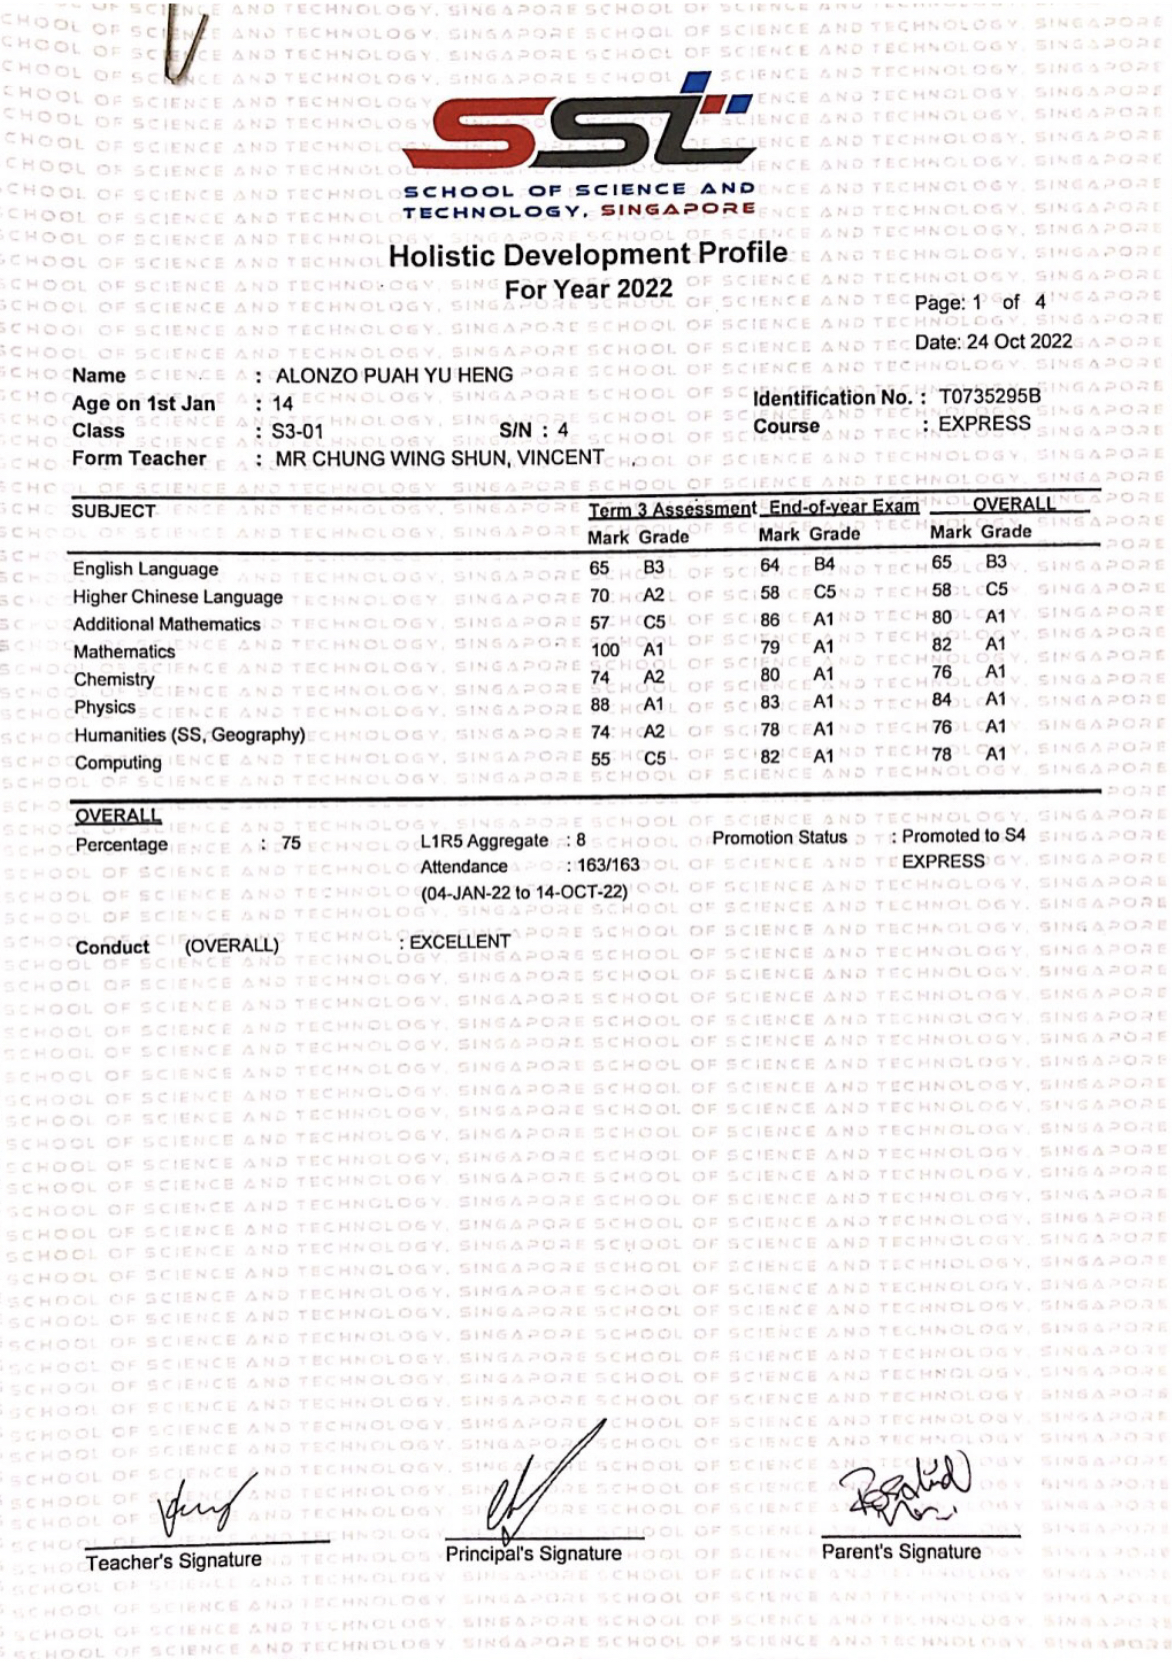 SST
SCHOOL OF SCIENCE AND
TECHNOLOGY, SINGAPORE
Holistic Development Profile
For Year 2022
Page: 1 of 4
Date: 24 Oct 2022
Name : ALONZO PUAH YU HENG
Age on 1st Jan : 14 Identification No. : T0735295B
Class : S3-01 S/N : 4 Course : EXPRESS
Form Teacher : MR CHUNG WING SHUN, VINCENT
SUBJECT Term 3 Assessment End-of-year Exam OVERALL
Mark Grade Mark Grade Mark Grade
English Language 65 B3 64 B4 65 B3
Higher Chinese Language 70 A2 58 C5 58 C5
Additional Mathematics 57 C5 86 A1 80 A1
Mathematics 100 A1 79 A1 82 A1
Chemistry 74 A2 80 A1 76 A1
Physics 88 A1 83 A1 84 A1
Humanities (SS, Geography) 74 A2 78 A1 76 A1
Computing 55 C5 82 A1 78 A1
OVERALL
Percentage : 75 L1R5 Aggregate : 8 Promotion Status : Promoted to S4
Attendance : 163/163 EXPRESS
(04-JAN-22 to 14-OCT-22)
Conduct (OVERALL) : EXCELLENT
Teacher's Signature Principal's Signature Parent's Signature